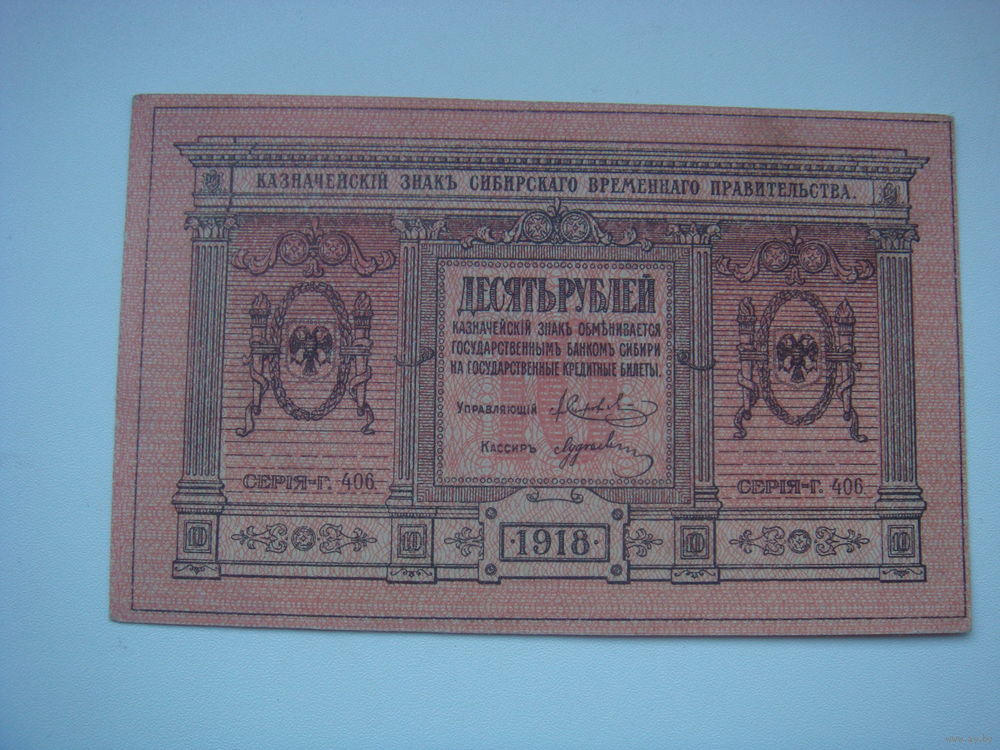 КАЗНАЧЕЙСКІЙ ЗНАКЪ СИБИРСКАГО ВРЕМЕННАГО ПРАВИТЕЛЬСТВА.
ДЕСЯТЬ РУБЛЕЙ
КАЗНАЧЕЙСКІЙ ЗНАКЪ ОБМѢНИВАЕТСЯ
ГОСУДАРСТВЕННЫМЪ БАНКОМЪ СИБИРИ
НА ГОСУДАРСТВЕННЫЕ КРЕДИТНЫЕ БИЛЕТЫ.
10
УПРАВЛЯЮЩІЙ
КАССИРЪ
СЕРІЯ-Г. 406. СЕРІЯ-Г. 406.
10 10 ·1918· 10 10